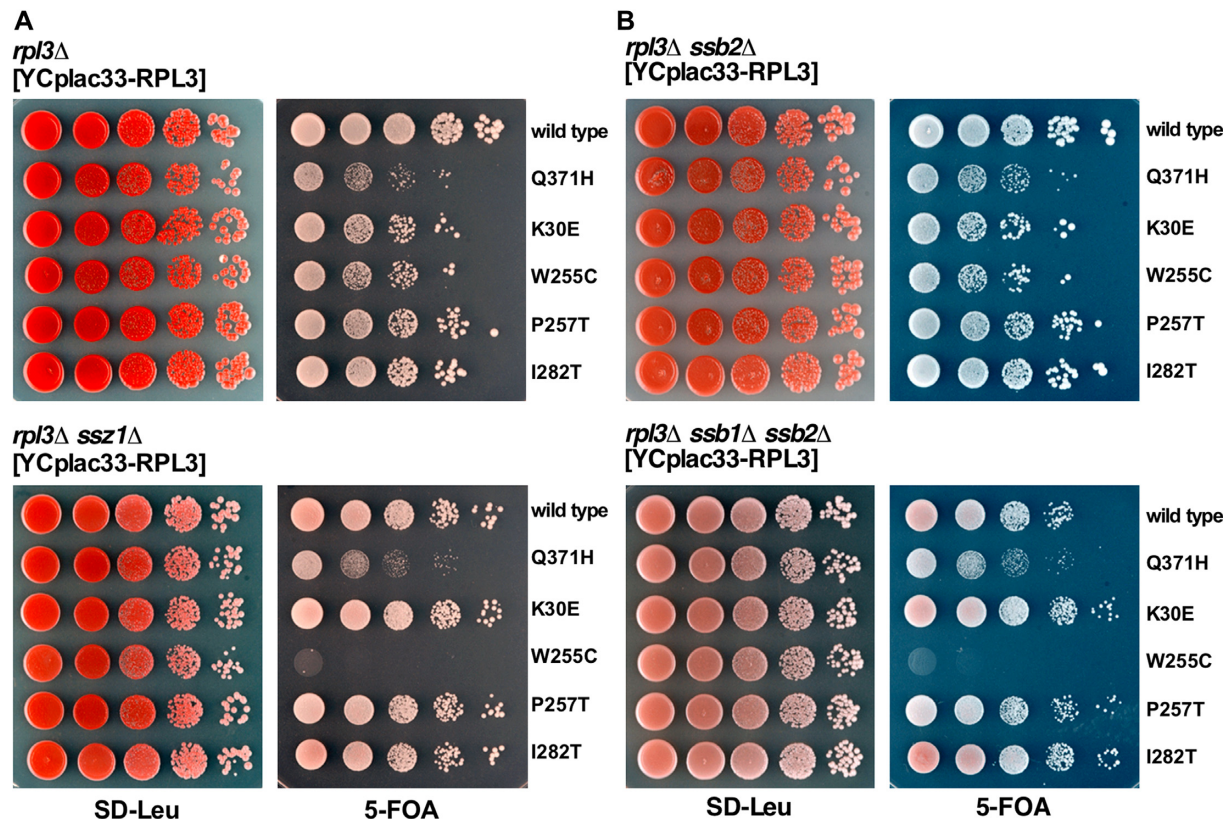 A
rpl3Δ
[YCplac33-RPL3]
wild type
Q371H
K30E
W255C
P257T
I282T
rpl3Δ ssz1Δ
[YCplac33-RPL3]
wild type
Q371H
K30E
W255C
P257T
I282T
SD-Leu
5-FOA
B
rpl3Δ ssb2Δ
[YCplac33-RPL3]
wild type
Q371H
K30E
W255C
P257T
I282T
rpl3Δ ssb1Δ ssb2Δ
[YCplac33-RPL3]
wild type
Q371H
K30E
W255C
P257T
I282T
SD-Leu
5-FOA